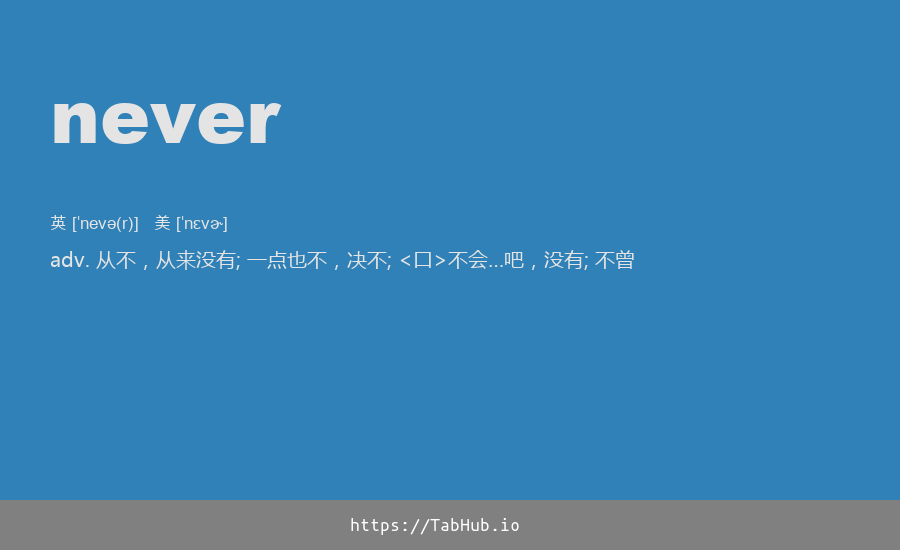 never
英 ['nevə(r)] 美 ['nɛvɚ]
adv. 从不，从来没有; 一点也不，决不; <口>不会…吧，没有; 不曾
https://TabHub.io